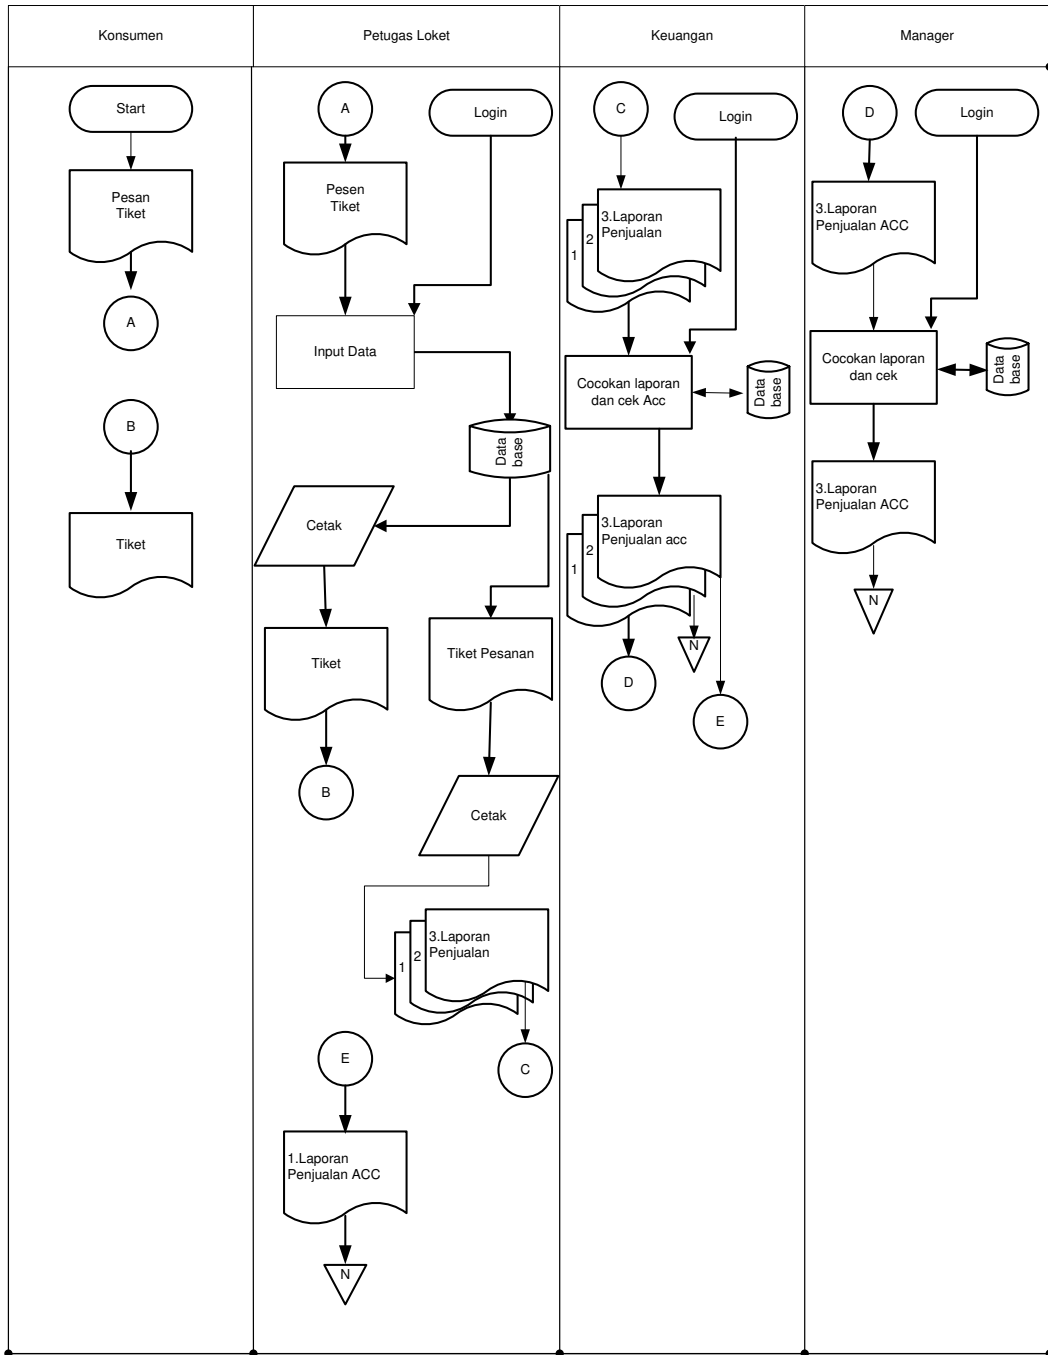 Konsumen
Petugas Loket
Keuangan
Manager
Start
Pesan
Tiket
A
B
Tiket
A
Login
Pesen
Tiket
Input Data
Data
base
Cetak
Tiket
B
Tiket Pesanan
Cetak
3.Laporan
Penjualan
2
1
C
E
1.Laporan
Penjualan ACC
N
C
Login
3.Laporan
Penjualan
2
1
Cocokan laporan
dan cek Acc
Data
base
3.Laporan
Penjualan acc
2
1
D
N
E
D
Login
3.Laporan
Penjualan ACC
Cocokan laporan
dan cek
Data
base
3.Laporan
Penjualan ACC
N